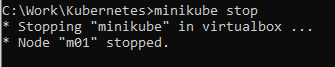 C:\Work\Kubernetes>minikube stop
* Stopping "minikube" in virtualbox ...
* Node "m01" stopped.